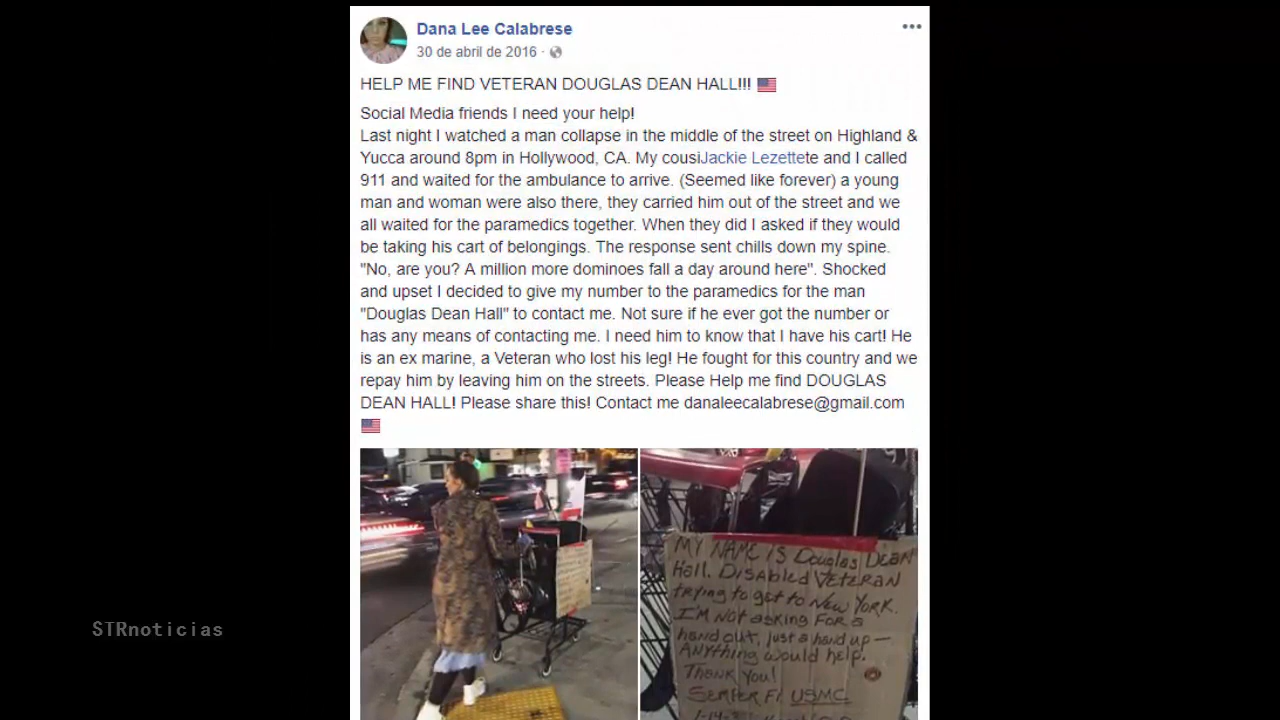 Dana Lee Calabrese
30 de abril de 2016 ·
HELP ME FIND VETERAN DOUGLAS DEAN HALL!!!
Social Media friends I need your help!
Last night I watched a man collapse in the middle of the street on Highland &
Yucca around 8pm in Hollywood, CA. My cousiJackie Lezettete and I called
911 and waited for the ambulance to arrive. (Seemed like forever) a young
man and woman were also there, they carried him out of the street and we
all waited for the paramedics together. When they did I asked if they would
be taking his cart of belongings. The response sent chills down my spine.
"No, are you? A million more dominoes fall a day around here". Shocked
and upset I decided to give my number to the paramedics for the man
"Douglas Dean Hall" to contact me. Not sure if he ever got the number or
has any means of contacting me. I need him to know that I have his cart! He
is an ex marine, a Veteran who lost his leg! He fought for this country and we
repay him by leaving him on the streets. Please Help me find DOUGLAS
DEAN HALL! Please share this! Contact me danaleecalabrese@gmail.com
MY NAME IS Douglas DEAN
Hall. DISAbled VETERAN
trying to get to NEW YORK.
I'M NOt asking FOR a
hand out, just a hand up —
ANYthing would help.
Thank You!
SEMPER FI USMC
STRnoticias